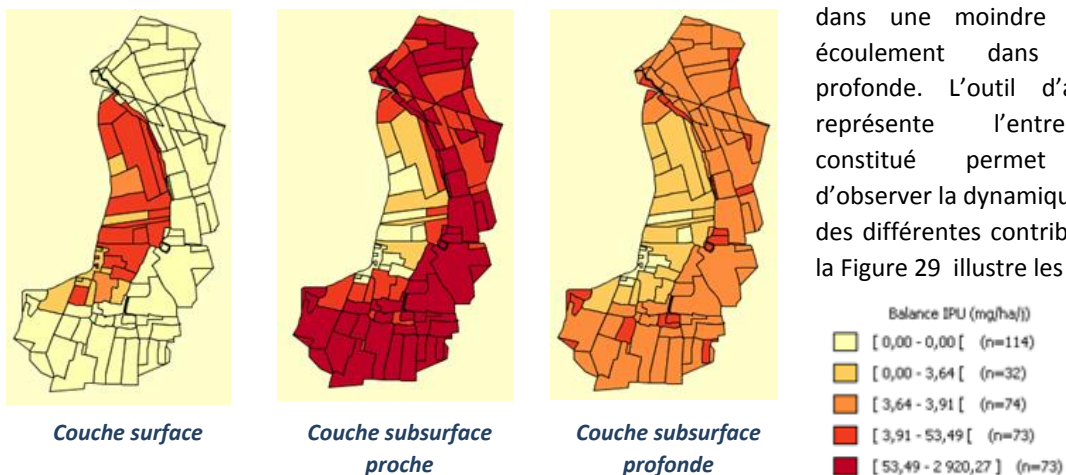 dans une moindre
écoulement dans
profonde. L’outil d’a
représente l’entre
constitué permet
d’observer la dynamiqu
des différentes contrib
la Figure 29 illustre les
Balance IPU (mg/ha/j)
[ 0,00 - 0,00 [ (n=114)
[ 0,00 - 3,64 [ (n=32)
[ 3,64 - 3,91 [ (n=74)
[ 3,91 - 53,49 [ (n=73)
[ 53,49 - 2 920,27 ] (n=73)
Couche surface
Couche subsurface
proche
Couche subsurface
profonde